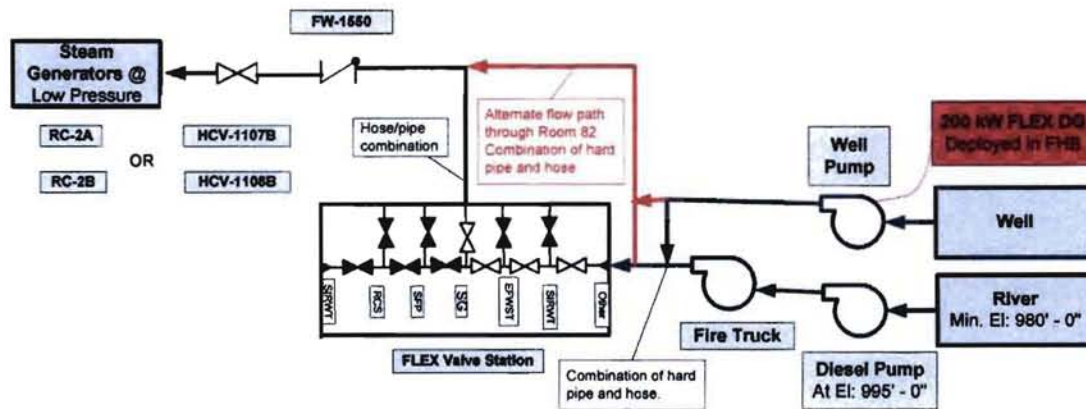 FW-1550
Steam
Generators @
Low Pressure
RC-2A
HCV-1107B
OR
RC-2B
HCV-1108B
Hose/pipe
combination
Alternate flow path
through Room 82
Combination of hard
pipe and hose
200 kW FLEX DG
Deployed in FHB
Well
Pump
Well
SIRWT
RCS
SFP
S/G
EFWST
SIRWT
Other
FLEX Valve Station
Fire Truck
River
Min. El: 980' - 0"
Diesel Pump
At El: 995' - 0"
Combination of hard
pipe and hose.